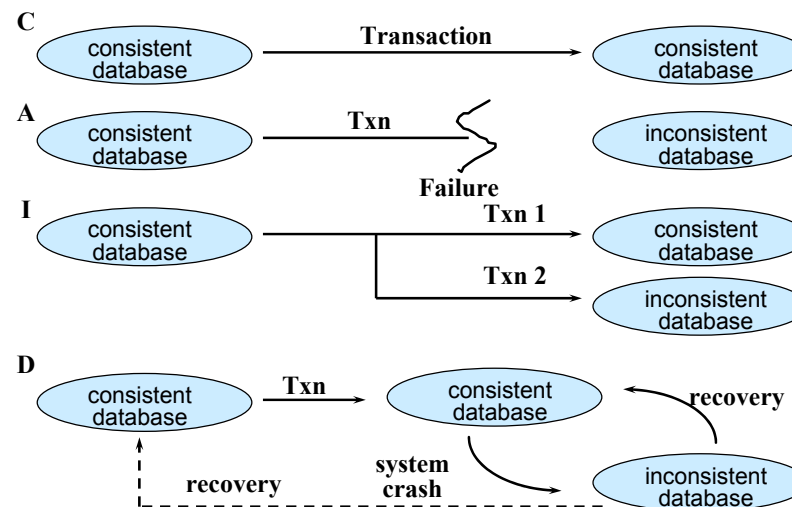 C
consistent
database
Transaction
consistent
database
A
consistent
database
Txn
Failure
inconsistent
database
I
consistent
database
Txn 1
consistent
database
Txn 2
inconsistent
database
D
consistent
database
Txn
consistent
database
recovery
system
crash
recovery
inconsistent
database